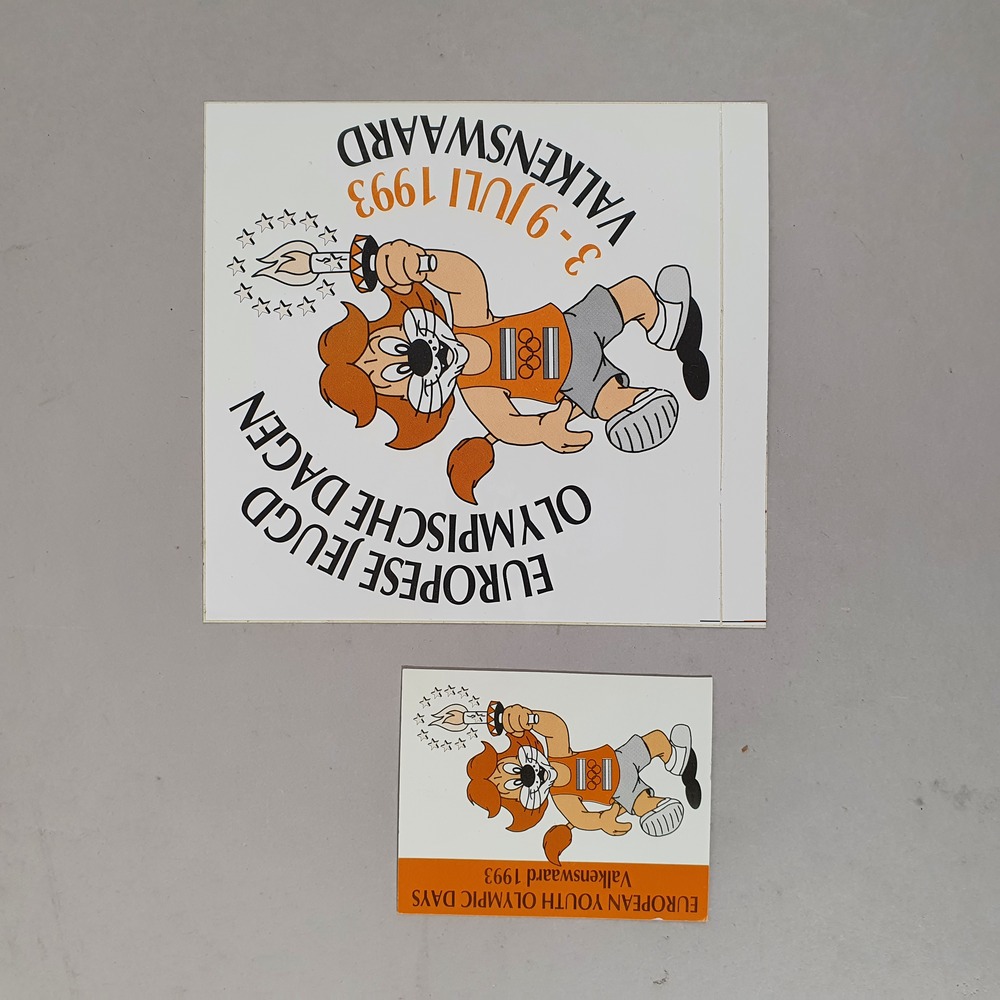 EUROPESE JEUGD
OLYMPISCHE DAGEN
3 - 9 JULI 1993
VALKENSWAARD
EUROPEAN YOUTH OLYMPIC DAYS
Valkenswaard 1993